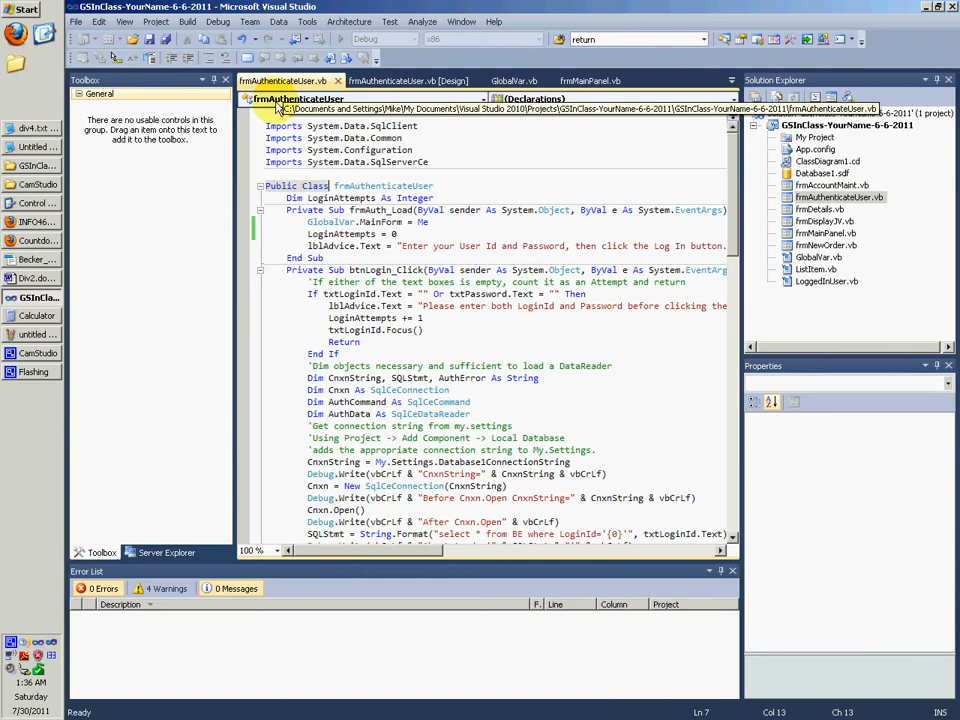 Start
GSInClass-YourName-6-6-2011 - Microsoft Visual Studio
File Edit View Project Build Debug Team Data Tools Architecture Test Analyze Window Help
Debug x86 return
Toolbox
General
There are no usable controls in this
group. Drag an item onto this text to
add it to the toolbox.
Toolbox Server Explorer
frmAuthenticateUser.vb frmAuthenticateUser.vb [Design] GlobalVar.vb frmMainPanel.vb
frmAuthenticateUser (Declarations)
C:\Documents and Settings\Mike\My Documents\Visual Studio 2010\Projects\GSInClass-YourName-6-6-2011\GSInClass-YourName-6-6-2011\frmAuthenticateUser.vb
Imports System.Data.SqlClient
Imports System.Data.Common
Imports System.Configuration
Imports System.Data.SqlServerCe
Public Class frmAuthenticateUser
Dim LoginAttempts As Integer
Private Sub frmAuth_Load(ByVal sender As System.Object, ByVal e As System.EventArgs)
GlobalVar.MainForm = Me
LoginAttempts = 0
lblAdvice.Text = "Enter your User Id and Password, then click the Log In button.
End Sub
Private Sub btnLogin_Click(ByVal sender As System.Object, ByVal e As System.EventArg
'If either of the text boxes is empty, count it as an Attempt and return
If txtLoginId.Text = "" Or txtPassword.Text = "" Then
lblAdvice.Text = "Please enter both LoginId and Password before clicking the
LoginAttempts += 1
txtLoginId.Focus()
Return
End If
'Dim objects necessary and sufficient to load a DataReader
Dim CnxnString, SQLStmt, AuthError As String
Dim Cnxn As SqlCeConnection
Dim AuthCommand As SqlCeCommand
Dim AuthData As SqlCeDataReader
'Get connection string from my.settings
'Using Project -> Add Component -> Local Database
'adds the appropriate connection string to My.Settings.
CnxnString = My.Settings.Database1ConnectionString
Debug.Write(vbCrLf & "CnxnString=" & CnxnString & vbCrLf)
Cnxn = New SqlCeConnection(CnxnString)
Debug.Write(vbCrLf & "Before Cnxn.Open CnxnString=" & CnxnString & vbCrLf)
Cnxn.Open()
Debug.Write(vbCrLf & "After Cnxn.Open" & vbCrLf)
SQLStmt = String.Format("select * from BE where LoginId='{0}'", txtLoginId.Text)
100 %
Solution Explorer
(1 project)
GSInClass-YourName-6-6-2011
My Project
App.config
ClassDiagram1.cd
Database1.sdf
frmAccountMaint.vb
frmAuthenticateUser.vb
frmDetails.vb
frmMainPanel.vb
frmNewOrder.vb
GlobalVar.vb
ListItem.vb
LoggedInUser.vb
Properties
Error List
0 Errors 4 Warnings 0 Messages
Description F. Line Column Project
div4.txt ...
Untitled ...
GSInCla...
CamStudio
Control ...
INFO46...
Countdo...
Becker_...
Div2.do...
GSInCla...
Calculator
untitled ...
CamStudio
Flashing
1:36 AM
Saturday
7/30/2011
Ready Ln 7 Col 13 Ch 13 INS